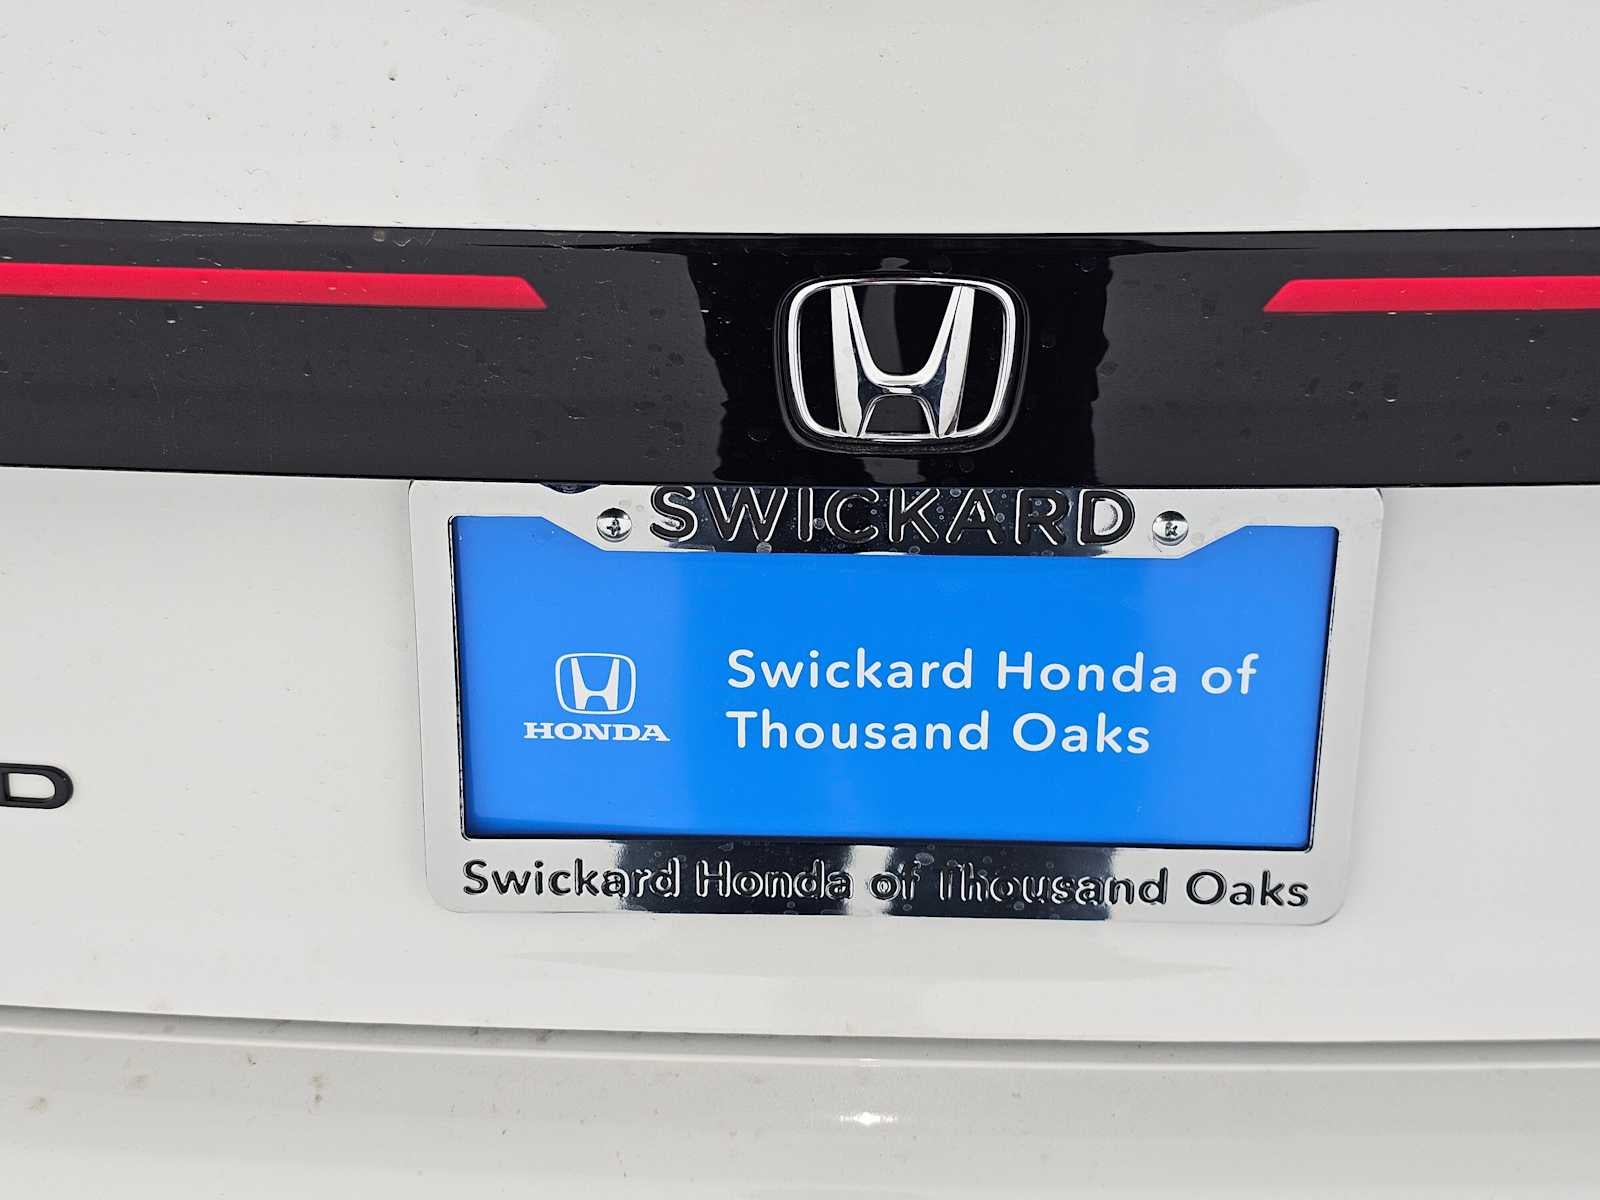 SWICKARD
Swickard Honda of
Thousand Oaks
HONDA
D
Swickard Honda of Thousand Oaks